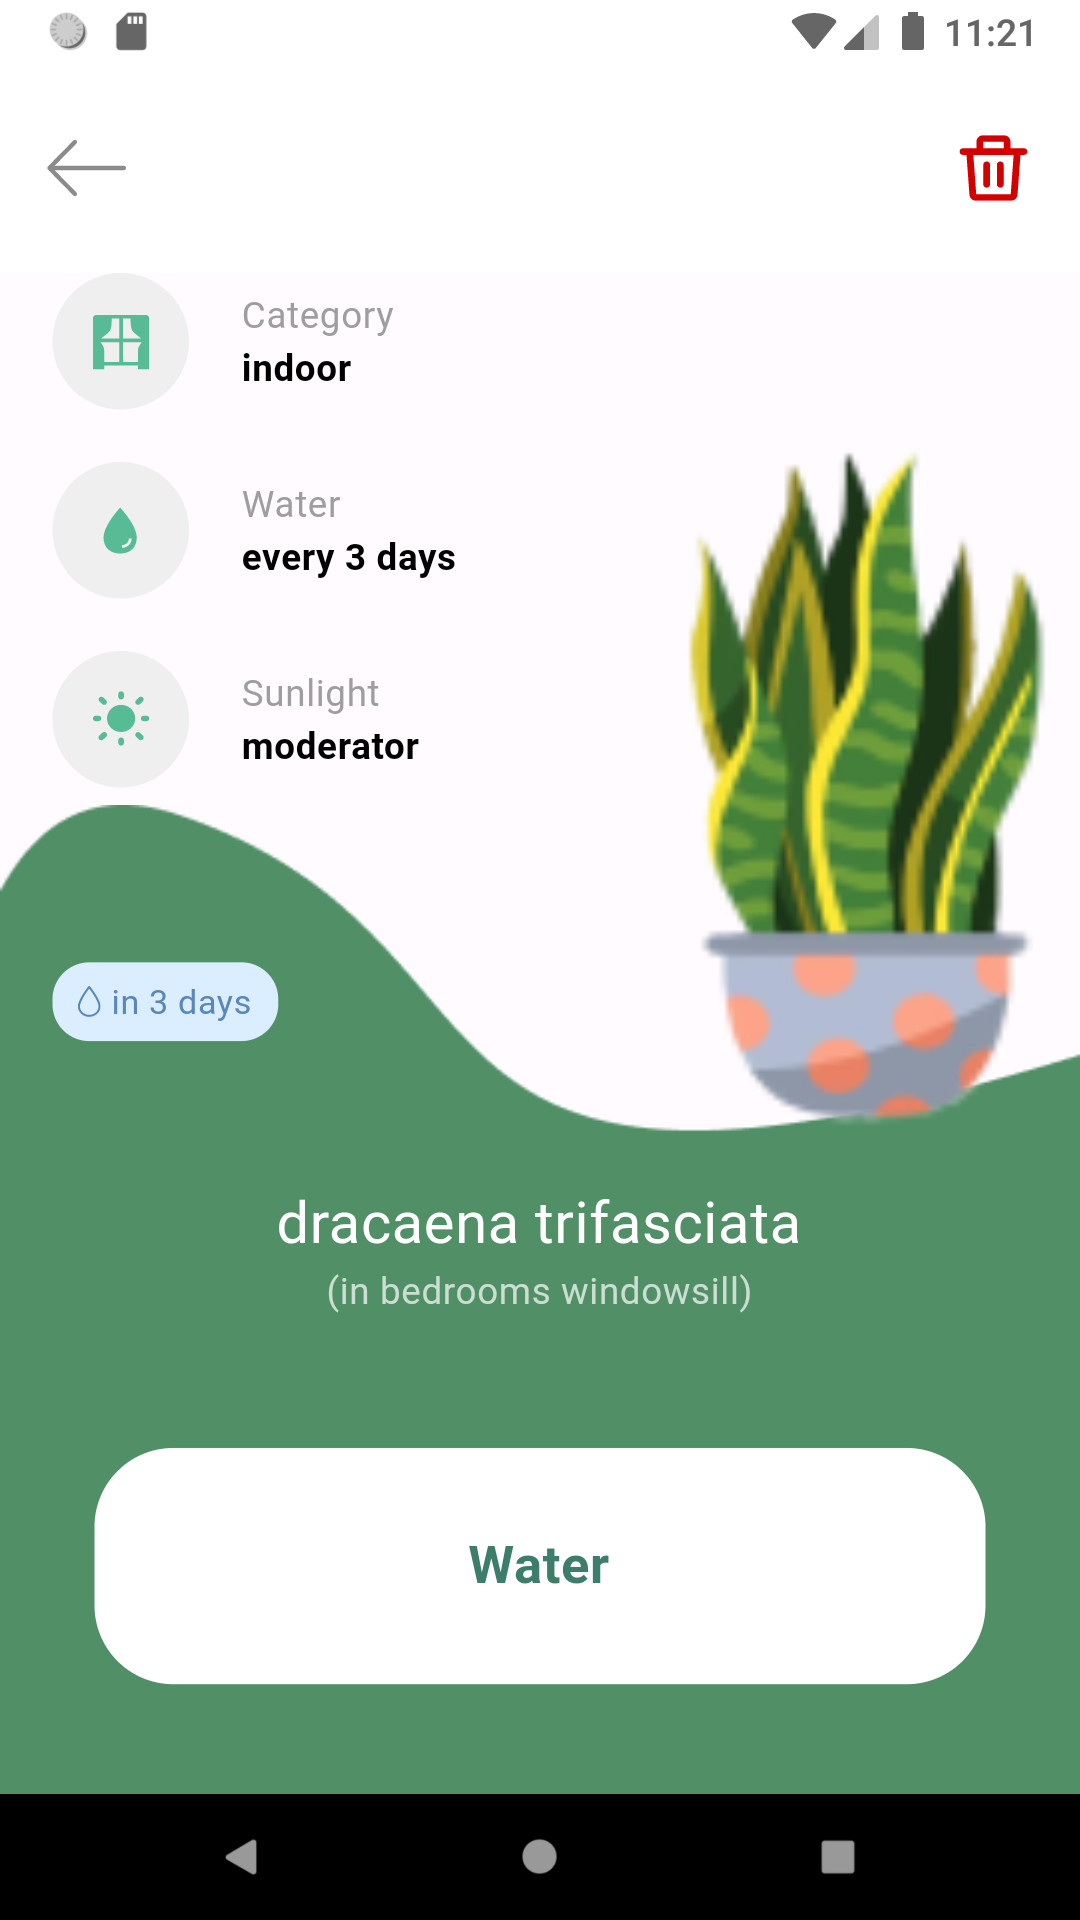 11:21
Category
indoor
Water
every 3 days
Sunlight
moderator
in 3 days
dracaena trifasciata
(in bedrooms windowsill)
Water